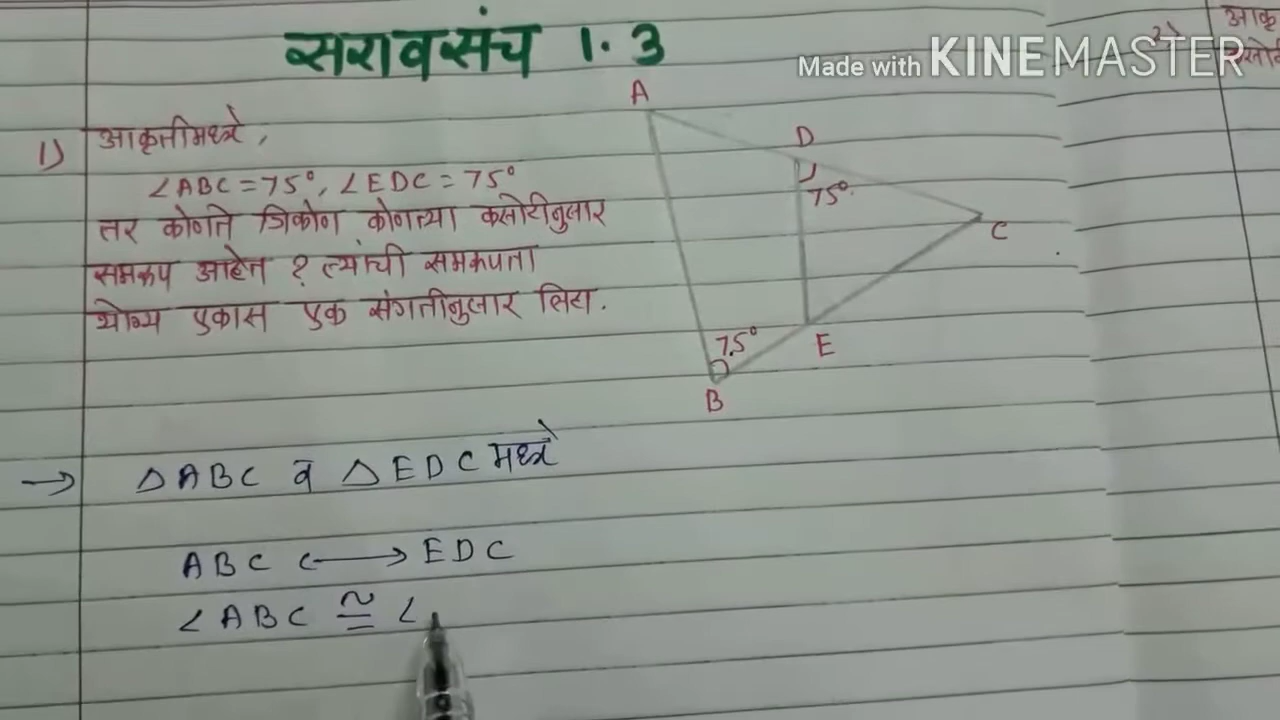 सरावसंच 1.3
Made with KINEMASTER
1) आकृतीमध्ये,
∠ABC = 75°, ∠EDC = 75°
तर कोणते त्रिकोण कोणत्या कसोटीनुसार
समरूप आहेत ? त्यांची समरूपता
योग्य एकास एक संगतीनुसार लिहा.
A
D
75°
C
75°
E
B
→ △ABC व △EDC मध्ये
ABC ⟷ EDC
∠ABC ≅ ∠
2)